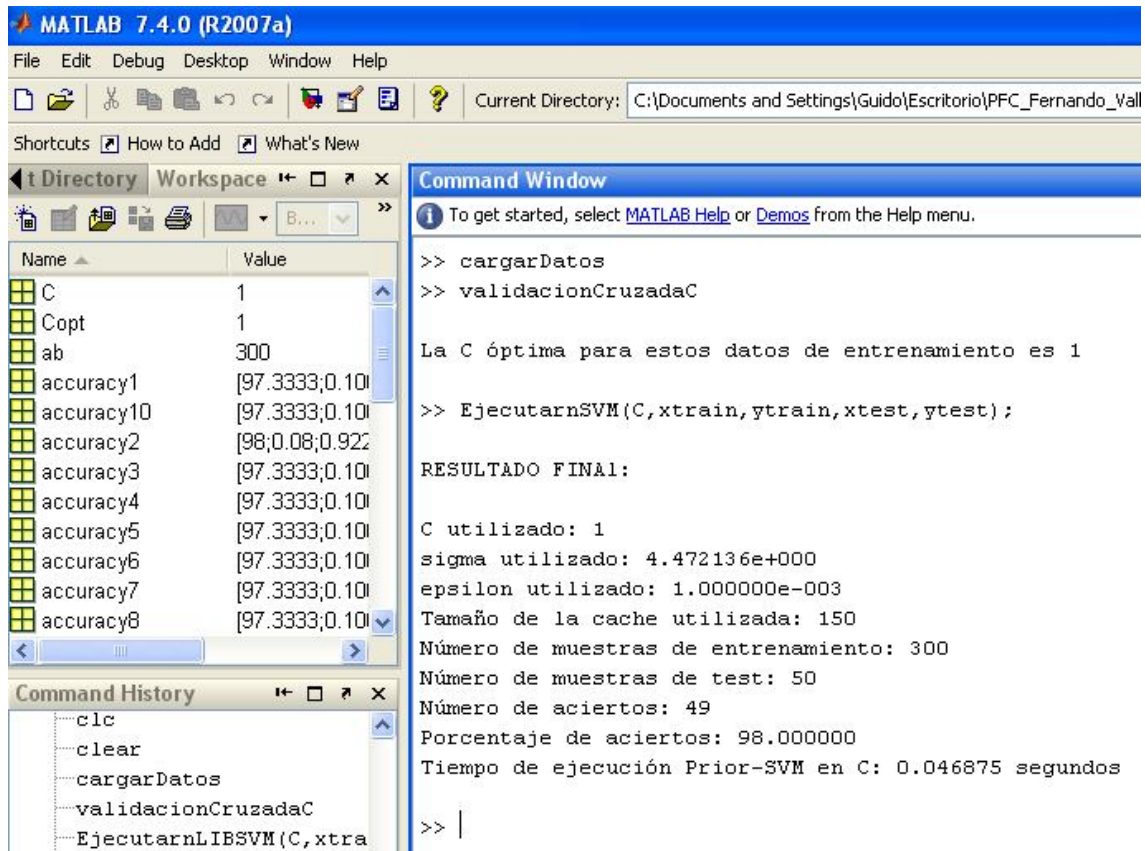 MATLAB 7.4.0 (R2007a)
File Edit Debug Desktop Window Help
Current Directory: C:\Documents and Settings\Guido\Escritorio\PFC_Fernando_Vall
Shortcuts How to Add What's New
t Directory Workspace
B...
Name Value
C 1
Copt 1
ab 300
accuracy1 [97.3333;0.10
accuracy10 [97.3333;0.10
accuracy2 [98;0.08;0.922
accuracy3 [97.3333;0.10
accuracy4 [97.3333;0.10
accuracy5 [97.3333;0.10
accuracy6 [97.3333;0.10
accuracy7 [97.3333;0.10
accuracy8 [97.3333;0.10
Command History
clc
clear
cargarDatos
validacionCruzadaC
EjecutarnLIBSVM(C,xtra
Command Window
To get started, select MATLAB Help or Demos from the Help menu.
>> cargarDatos
>> validacionCruzadaC
La C óptima para estos datos de entrenamiento es 1
>> EjecutarnSVM(C,xtrain,ytrain,xtest,ytest);
RESULTADO FINAl:
C utilizado: 1
sigma utilizado: 4.472136e+000
epsilon utilizado: 1.000000e-003
Tamaño de la cache utilizada: 150
Número de muestras de entrenamiento: 300
Número de muestras de test: 50
Número de aciertos: 49
Porcentaje de aciertos: 98.000000
Tiempo de ejecución Prior-SVM en C: 0.046875 segundos
>>